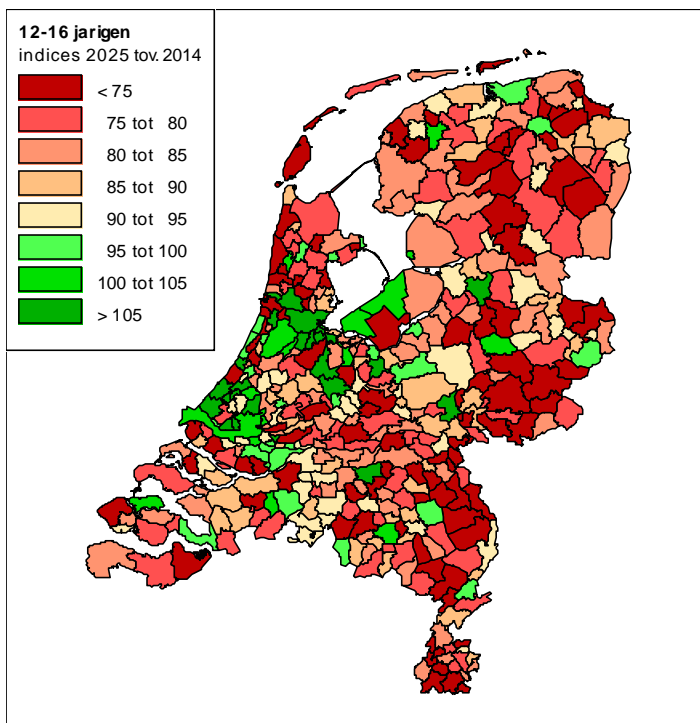 12-16 jarigen
indices 2025 tov. 2014
< 75
75 tot 80
80 tot 85
85 tot 90
90 tot 95
95 tot 100
100 tot 105
> 105